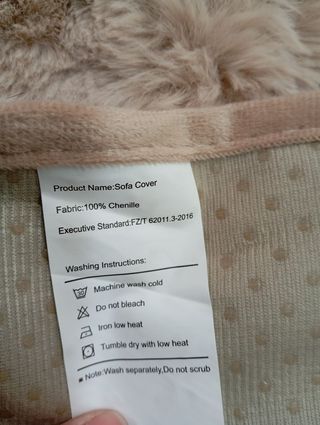 Product Name:Sofa Cover
Fabric:100% Chenille
Executive Standard:FZ/T 62011.3-2016
Washing Instructions:
Machine wash cold
Do not bleach
Iron low heat
Tumble dry with low heat
※Note:Wash separately,Do not scrub